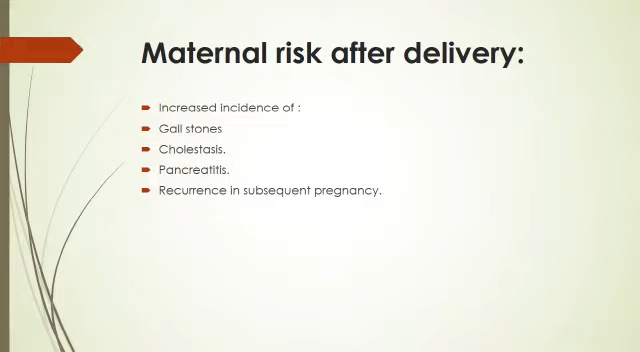 Maternal risk after delivery:
Increased incidence of :
Gall stones
Cholestasis.
Pancreatitis.
Recurrence in subsequent pregnancy.